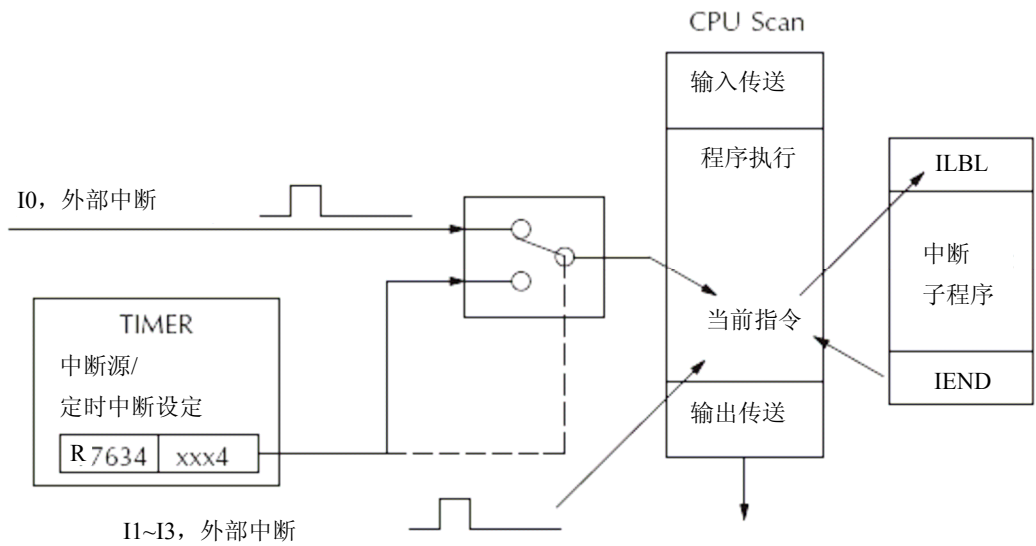 CPU Scan
输入传送
程序执行
ILBL
I0，外部中断
中断
子程序
当前指令
TIMER
中断源/
定时中断设定
R 7634 xxx4
IEND
输出传送
I1~I3，外部中断